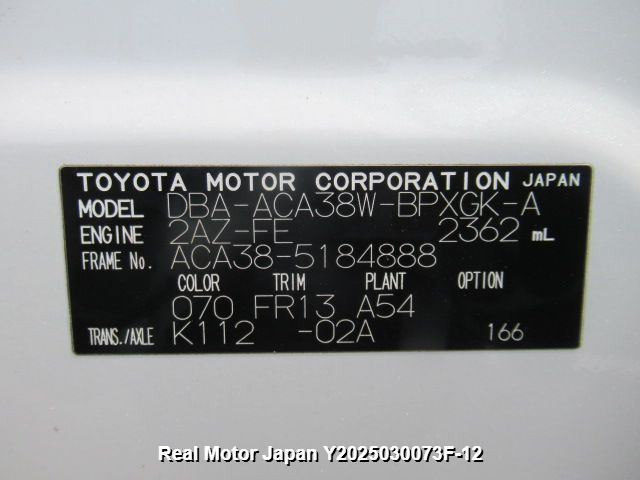 TOYOTA MOTOR CORPORATION JAPAN
MODEL DBA-ACA38W-BPXGK-A
ENGINE 2AZ-FE 2362 mL
FRAME No. ACA38-5184888
COLOR TRIM PLANT OPTION
070 FR13 A54
TRANS./AXLE K112 -02A 166
Real Motor Japan Y2025030073F-12